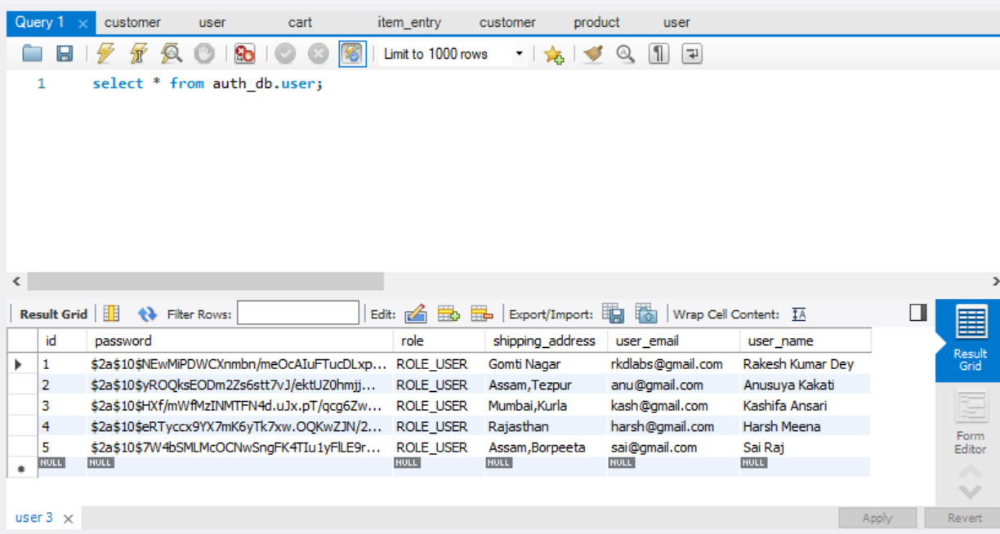 Query 1 × customer user cart item_entry customer product user
Limit to 1000 rows
1 select * from auth_db.user;
Result Grid Filter Rows: Edit: Export/Import: Wrap Cell Content: IA
id password role shipping_address user_email user_name
1 $2a$10$NEwMiPDWCXnmbn/meOcAIuFTucDLxp... ROLE_USER Gomti Nagar rkdlabs@gmail.com Rakesh Kumar Dey
2 $2a$10$yROQksEODm2Zs6stt7vJ/ektUZ0hmjj... ROLE_USER Assam,Tezpur anu@gmail.com Anusuya Kakati
3 $2a$10$HXf/mWfMzINMTFN4d.uJx.pT/qcg6Zw... ROLE_USER Mumbai,Kurla kash@gmail.com Kashifa Ansari
4 $2a$10$eRTyccx9YX7mK6yTk7xw.OQKwZJN/2... ROLE_USER Rajasthan harsh@gmail.com Harsh Meena
5 $2a$10$7W4bSMLMcOCNwSngFK4TIu1yFlLE9r... ROLE_USER Assam,Borpeeta sai@gmail.com Sai Raj
NULL NULL NULL NULL NULL NULL
Result
Grid
Form
Editor
user 3 × Apply Revert